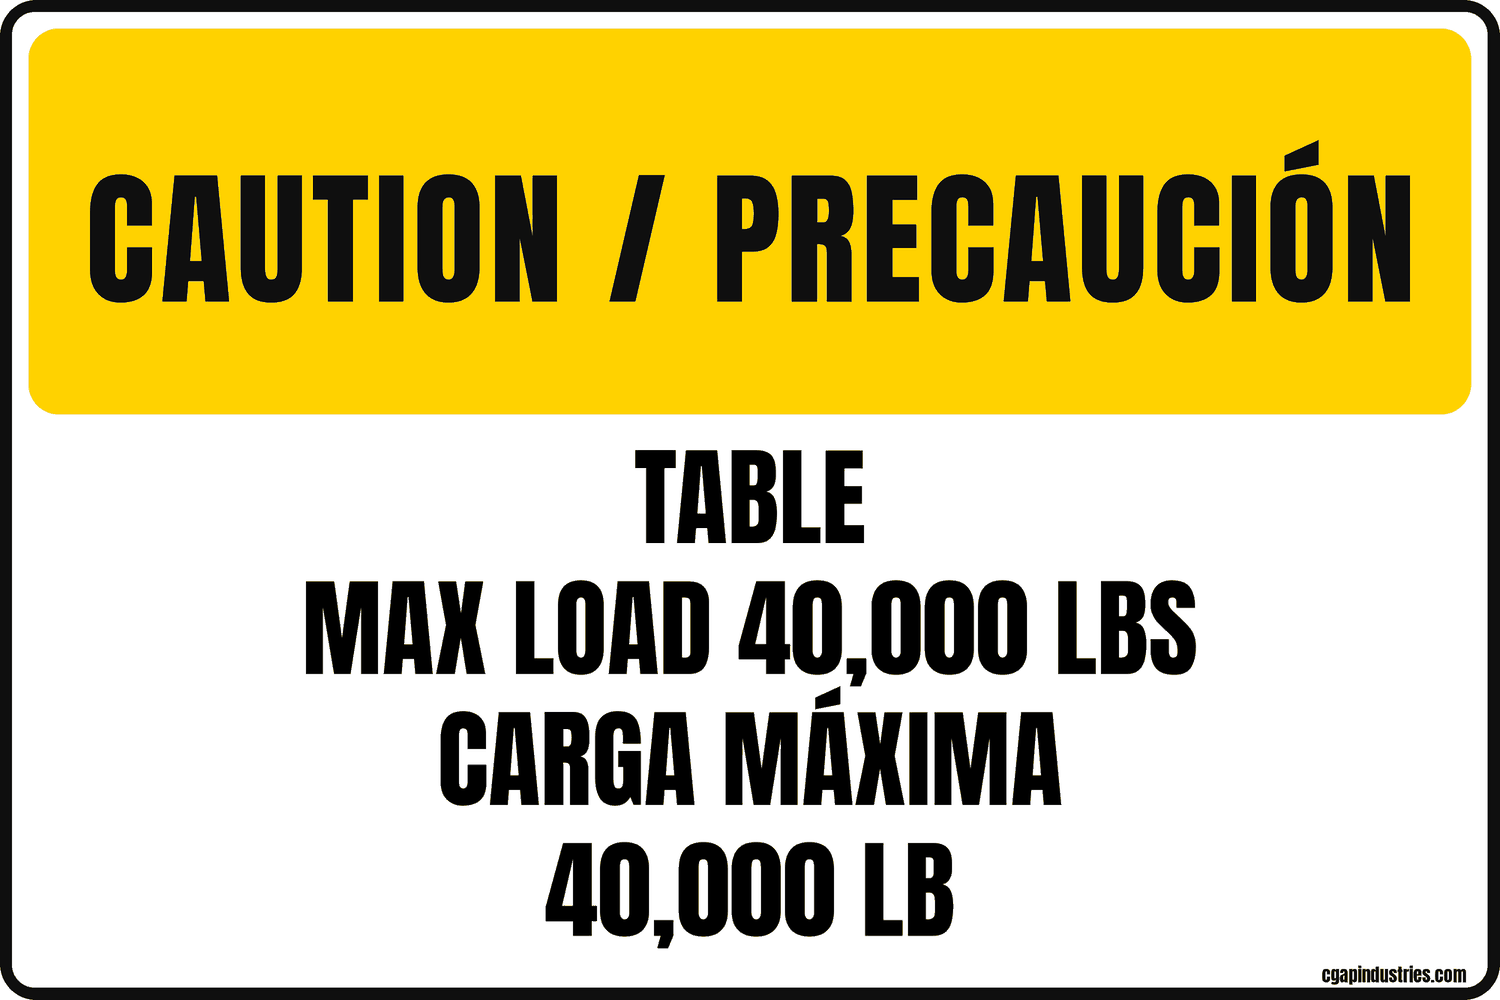 CAUTION / PRECAUCIÓN
TABLE
MAX LOAD 40,000 LBS
CARGA MÁXIMA
40,000 LB
cgapindustries.com